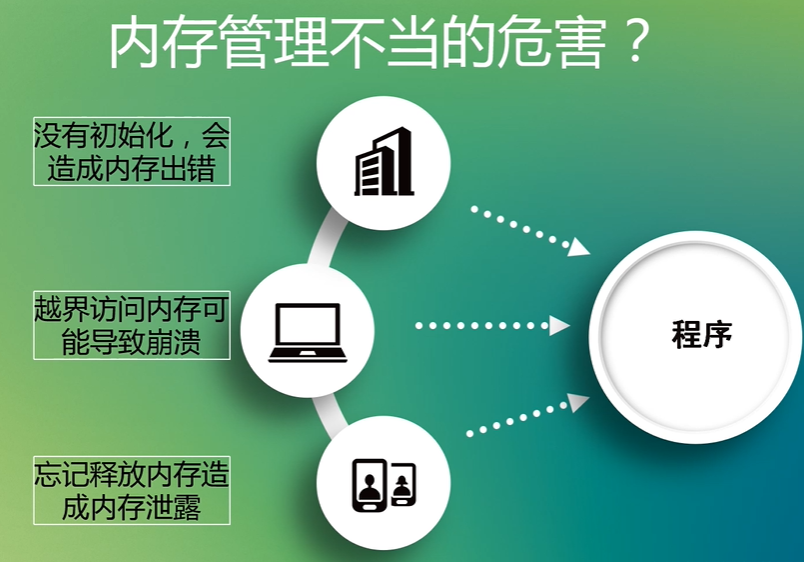 内存管理不当的危害？
没有初始化，会
造成内存出错
越界访问内存可
能导致崩溃
程序
忘记释放内存造
成内存泄露